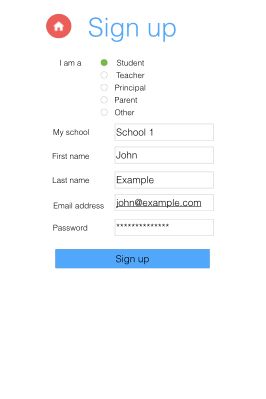 Sign up
I am a
Student
Teacher
Principal
Parent
Other
My school School 1
First name John
Last name Example
Email address john@example.com
Password **************
Sign up